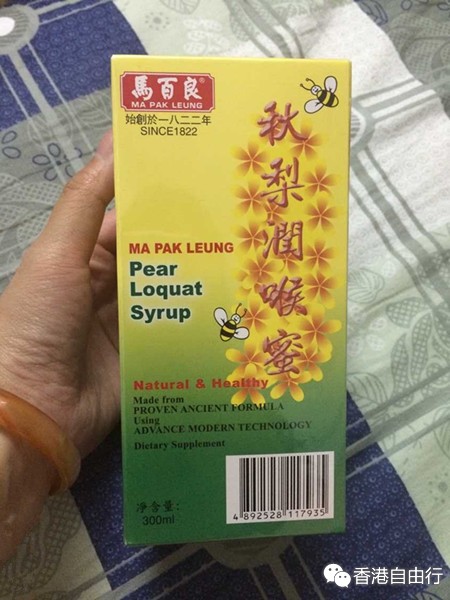 馬百良®
MA PAK LEUNG
始創於一八二二年
SINCE1822
秋梨潤喉蜜
MA PAK LEUNG
Pear
Loquat
Syrup
Natural & Healthy
Made from
PROVEN ANCIENT FORMULA
Using
ADVANCE MODERN TECHNOLOGY
Dietary Supplement
淨含量:
300ml
4 892528 117935
香港自由行